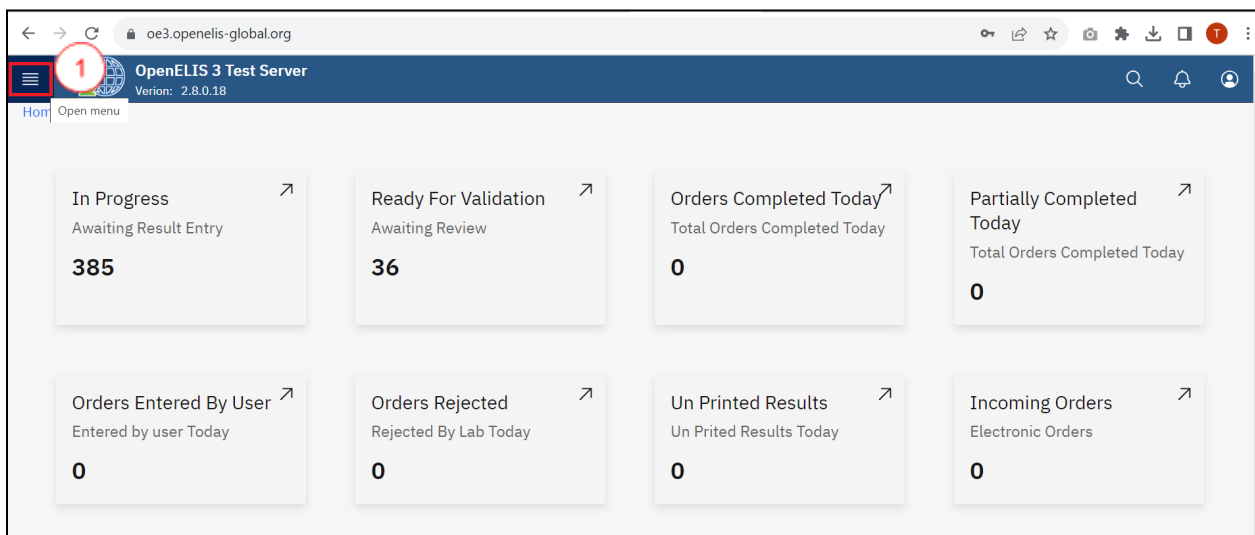 oe3.openelis-global.org
T
1
OpenELIS 3 Test Server
Verion: 2.8.0.18
Hom
Open menu
In Progress
Awaiting Result Entry
385
Ready For Validation
Awaiting Review
36
Orders Completed Today
Total Orders Completed Today
0
Partially Completed
Today
Total Orders Completed Today
0
Orders Entered By User
Entered by user Today
0
Orders Rejected
Rejected By Lab Today
0
Un Printed Results
Un Prited Results Today
0
Incoming Orders
Electronic Orders
0